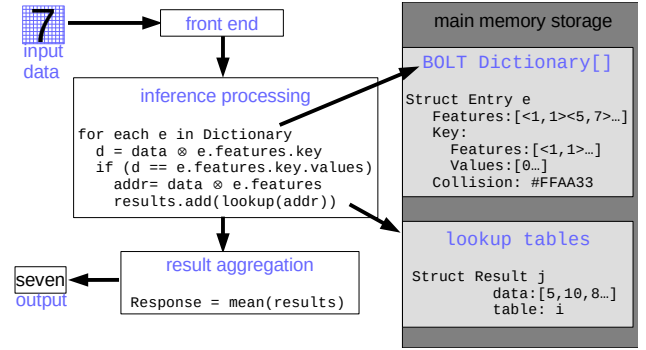 7
input
data
front end
inference processing
for each e in Dictionary
d = data ⊗ e.features.key
if (d == e.features.key.values)
addr= data ⊗ e.features
results.add(lookup(addr))
result aggregation
Response = mean(results)
seven
output
main memory storage
BOLT Dictionary[]
Struct Entry e
Features:[<1,1><5,7>…]
Key:
Features:[<1,1>…]
Values:[0…]
Collision: #FFAA33
lookup tables
Struct Result j
data:[5,10,8…]
table: i